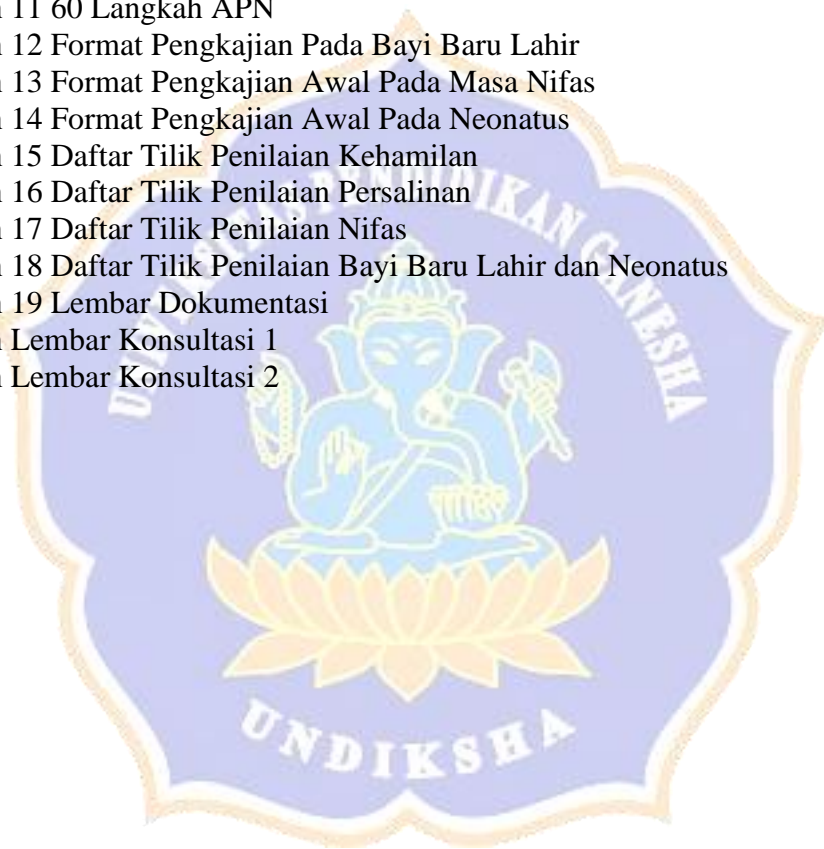 n 11 60 Langkah APN
n 12 Format Pengkajian Pada Bayi Baru Lahir
n 13 Format Pengkajian Awal Pada Masa Nifas
n 14 Format Pengkajian Awal Pada Neonatus
n 15 Daftar Tilik Penilaian Kehamilan
n 16 Daftar Tilik Penilaian Persalinan
n 17 Daftar Tilik Penilaian Nifas
n 18 Daftar Tilik Penilaian Bayi Baru Lahir dan Neonatus
n 19 Lembar Dokumentasi
n Lembar Konsultasi 1
n Lembar Konsultasi 2
UNIVERSITAS PENDIDIKAN GANESHA
UNDIKSHA